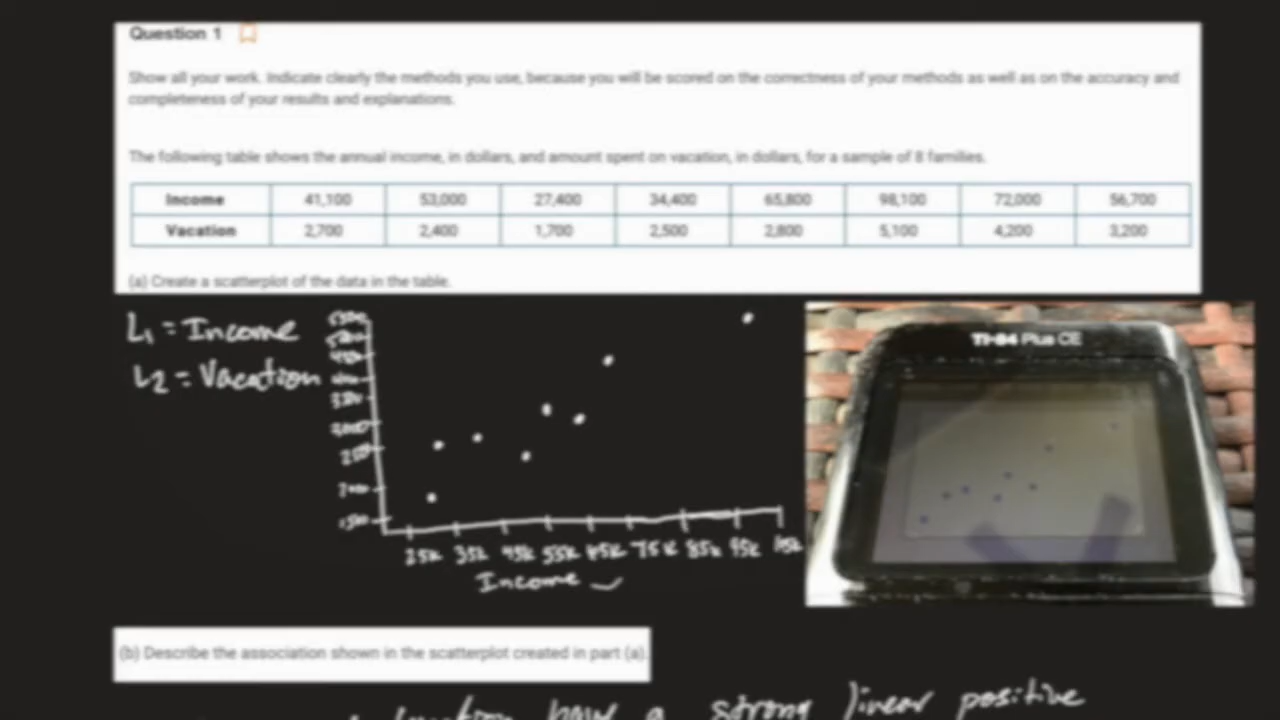 Question 1
Show all your work. Indicate clearly the methods you use, because you will be scored on the correctness of your methods as well as on the accuracy and
completeness of your results and explanations.
The following table shows the annual income, in dollars, and amount spent on vacation, in dollars, for a sample of 8 families.
Income 41,100 53,000 27,400 34,400 65,800 98,100 72,000 56,700
Vacation 2,700 2,400 1,700 2,500 2,800 5,100 4,200 3,200
(a) Create a scatterplot of the data in the table.
L1 = Income
L2 = Vacation
25k 35k 45k 55k 65k 75k 85k 95k
Income
TI-84 Plus CE
(b) Describe the association shown in the scatterplot created in part (a).
have a strong linear positive